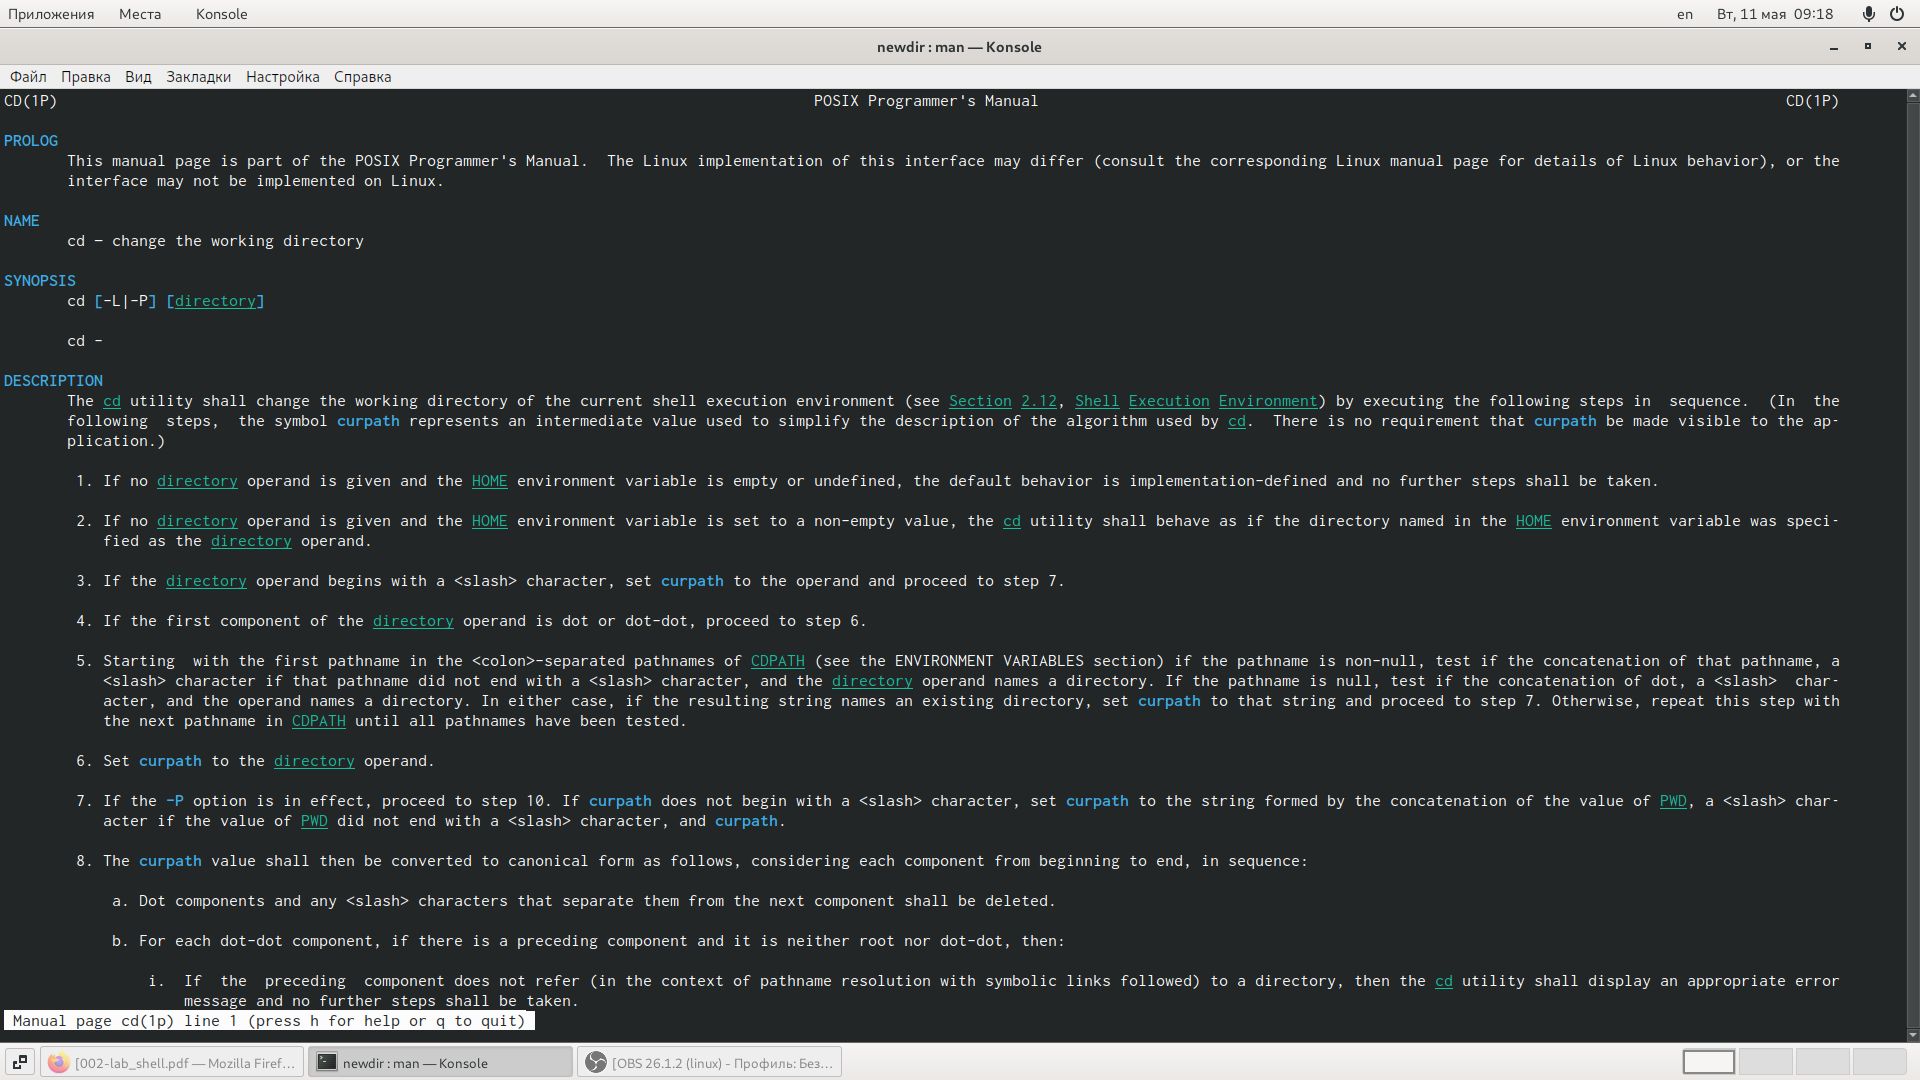 Приложения Места Konsole en Вт, 11 мая 09:18
newdir : man — Konsole
Файл Правка Вид Закладки Настройка Справка
CD(1P) POSIX Programmer's Manual CD(1P)
PROLOG
This manual page is part of the POSIX Programmer's Manual. The Linux implementation of this interface may differ (consult the corresponding Linux manual page for details of Linux behavior), or the
interface may not be implemented on Linux.
NAME
cd – change the working directory
SYNOPSIS
cd [-L|-P] [directory]
cd -
DESCRIPTION
The cd utility shall change the working directory of the current shell execution environment (see Section 2.12, Shell Execution Environment) by executing the following steps in sequence. (In the
following steps, the symbol curpath represents an intermediate value used to simplify the description of the algorithm used by cd. There is no requirement that curpath be made visible to the ap-
plication.)
1. If no directory operand is given and the HOME environment variable is empty or undefined, the default behavior is implementation-defined and no further steps shall be taken.
2. If no directory operand is given and the HOME environment variable is set to a non-empty value, the cd utility shall behave as if the directory named in the HOME environment variable was speci-
fied as the directory operand.
3. If the directory operand begins with a <slash> character, set curpath to the operand and proceed to step 7.
4. If the first component of the directory operand is dot or dot-dot, proceed to step 6.
5. Starting with the first pathname in the <colon>-separated pathnames of CDPATH (see the ENVIRONMENT VARIABLES section) if the pathname is non-null, test if the concatenation of that pathname, a
<slash> character if that pathname did not end with a <slash> character, and the directory operand names a directory. If the pathname is null, test if the concatenation of dot, a <slash> char-
acter, and the operand names a directory. In either case, if the resulting string names an existing directory, set curpath to that string and proceed to step 7. Otherwise, repeat this step with
the next pathname in CDPATH until all pathnames have been tested.
6. Set curpath to the directory operand.
7. If the -P option is in effect, proceed to step 10. If curpath does not begin with a <slash> character, set curpath to the string formed by the concatenation of the value of PWD, a <slash> char-
acter if the value of PWD did not end with a <slash> character, and curpath.
8. The curpath value shall then be converted to canonical form as follows, considering each component from beginning to end, in sequence:
a. Dot components and any <slash> characters that separate them from the next component shall be deleted.
b. For each dot-dot component, if there is a preceding component and it is neither root nor dot-dot, then:
i. If the preceding component does not refer (in the context of pathname resolution with symbolic links followed) to a directory, then the cd utility shall display an appropriate error
message and no further steps shall be taken.
Manual page cd(1p) line 1 (press h for help or q to quit)
[002-lab_shell.pdf — Mozilla Firef… newdir : man — Konsole [OBS 26.1.2 (linux) - Профиль: Без…